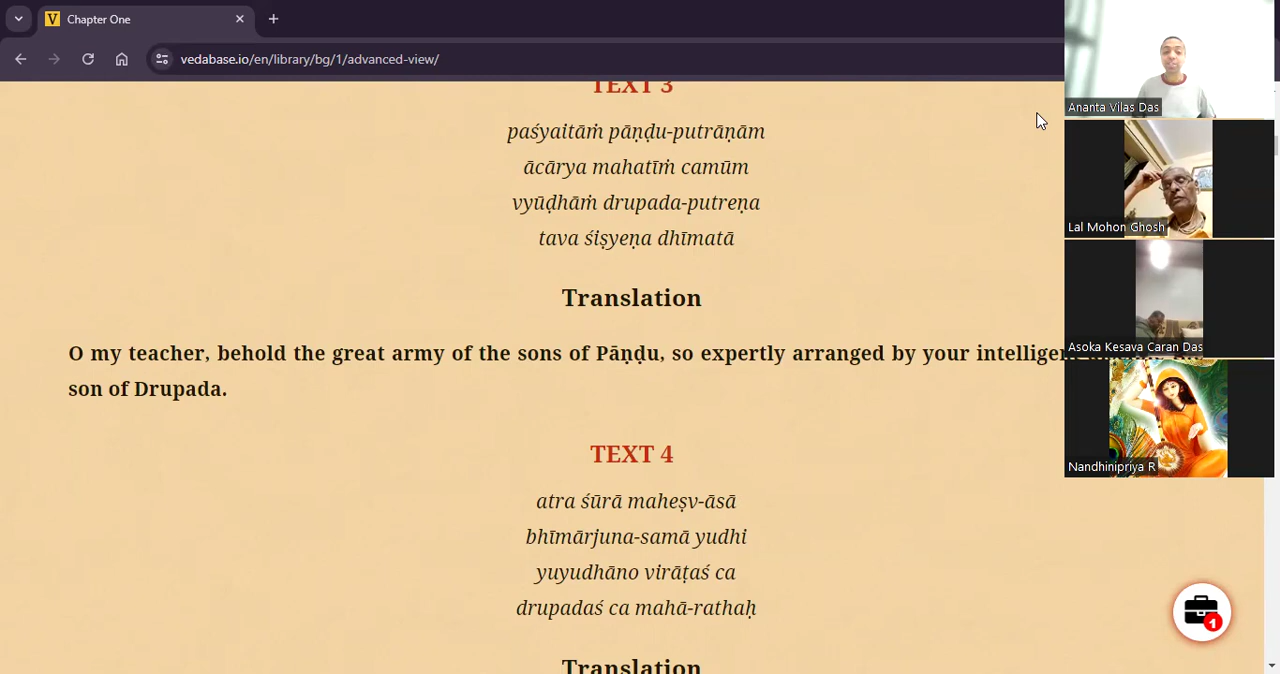 Chapter One
vedabase.io/en/library/bg/1/advanced-view/
TEXT 3
paśyaitāṁ pāṇḍu-putrāṇām
ācārya mahatīṁ camūm
vyūḍhāṁ drupada-putreṇa
tava śiṣyeṇa dhīmatā
Translation
O my teacher, behold the great army of the sons of Pāṇḍu, so expertly arranged by your
son of Drupada.
TEXT 4
atra śūrā maheṣv-āsā
bhīmārjuna-samā yudhi
yuyudhāno virāṭaś ca
drupadaś ca mahā-rathaḥ
Translation
Ananta Vilas Das
Lal Mohon Ghosh
Asoka Kesava Caran Das
Nandhinipriya R
1